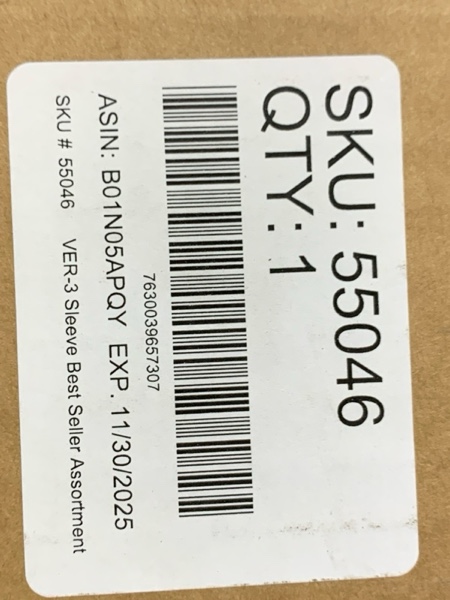 SKU: 55046
QTY: 1
7630039657307
ASIN: B01N05APQY EXP. 11/30/2025
SKU # 55046 VER-3 Sleeve Best Seller Assortment